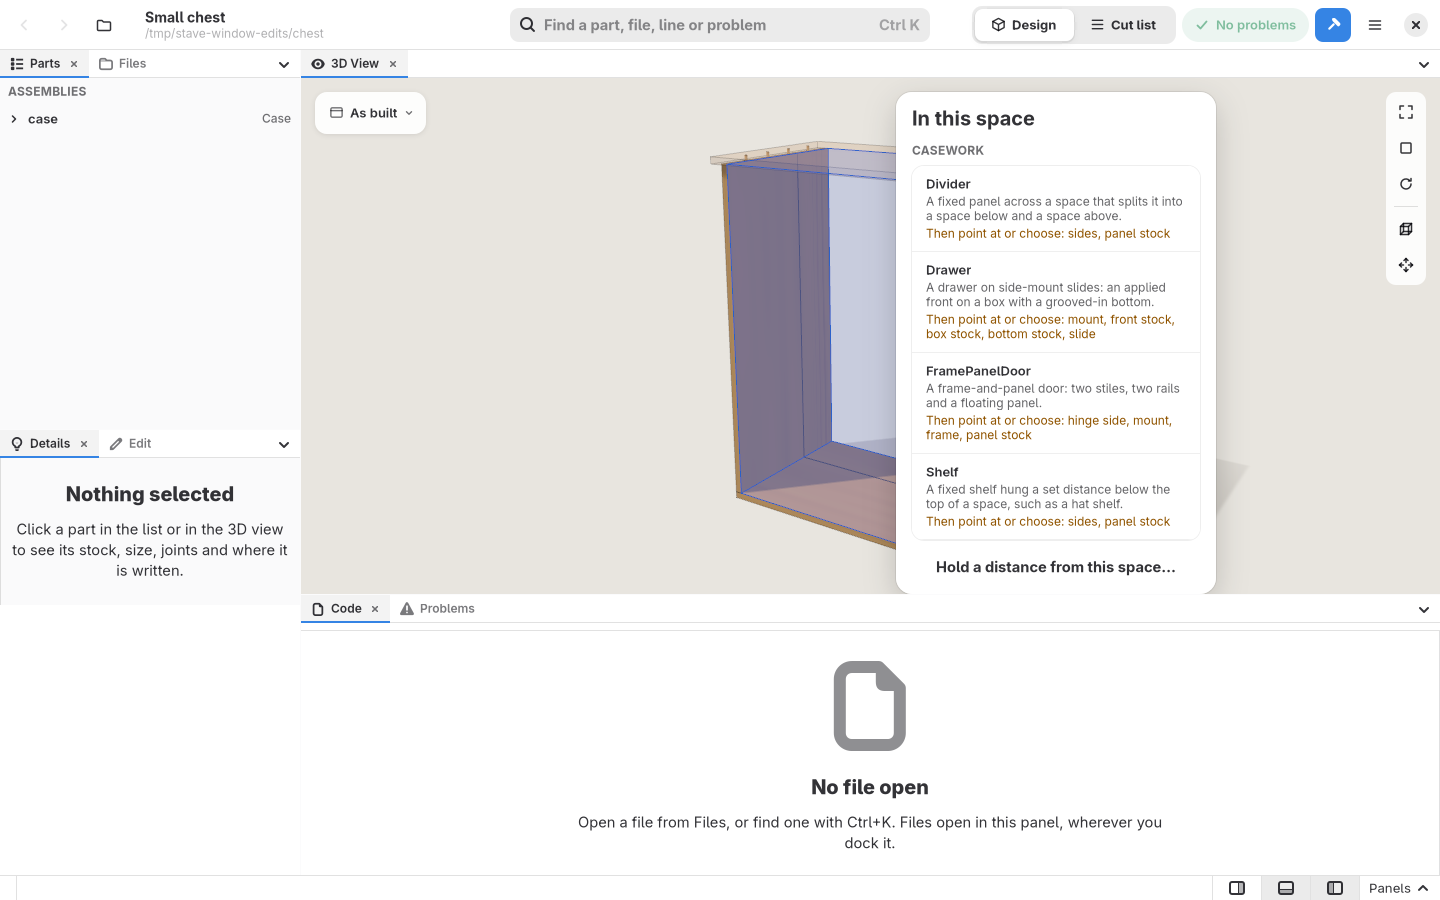 Small chest
/tmp/stave-window-edits/chest
Find a part, file, line or problem
Ctrl K
Design
Cut list
No problems
Parts
Files
3D View
ASSEMBLIES
case
Case
As built
In this space
CASEWORK
Divider
A fixed panel across a space that splits it into
a space below and a space above.
Then point at or choose: sides, panel stock
Drawer
A drawer on side-mount slides: an applied
front on a box with a grooved-in bottom.
Then point at or choose: mount, front stock,
box stock, bottom stock, slide
FramePanelDoor
A frame-and-panel door: two stiles, two rails
and a floating panel.
Then point at or choose: hinge side, mount,
frame, panel stock
Shelf
A fixed shelf hung a set distance below the
top of a space, such as a hat shelf.
Then point at or choose: sides, panel stock
Hold a distance from this space...
Details
Edit
Nothing selected
Click a part in the list or in the 3D view
to see its stock, size, joints and where it
is written.
Code
Problems
No file open
Open a file from Files, or find one with Ctrl+K. Files open in this panel, wherever you
dock it.
Panels